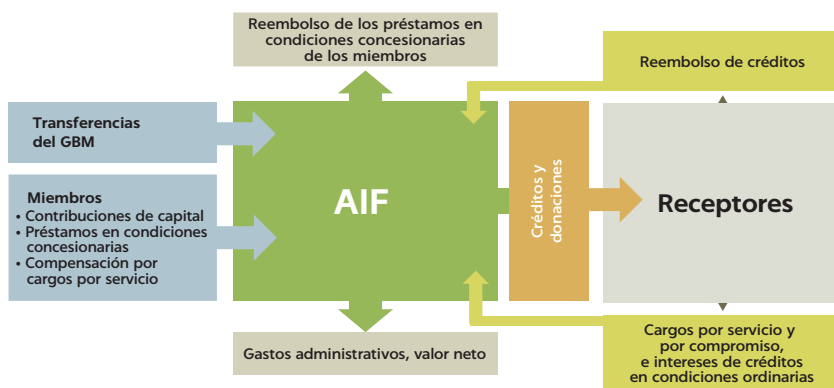 Reembolso de los préstamos en
condiciones concesionarias
de los miembros
Reembolso de créditos
Transferencias
del GBM
Miembros
• Contribuciones de capital
• Préstamos en condiciones
concesionarias
• Compensación por
cargos por servicio
AIF
Créditos y
donaciones
Receptores
Gastos administrativos, valor neto
Cargos por servicio y
por compromiso,
e intereses de créditos
en condiciones ordinarias